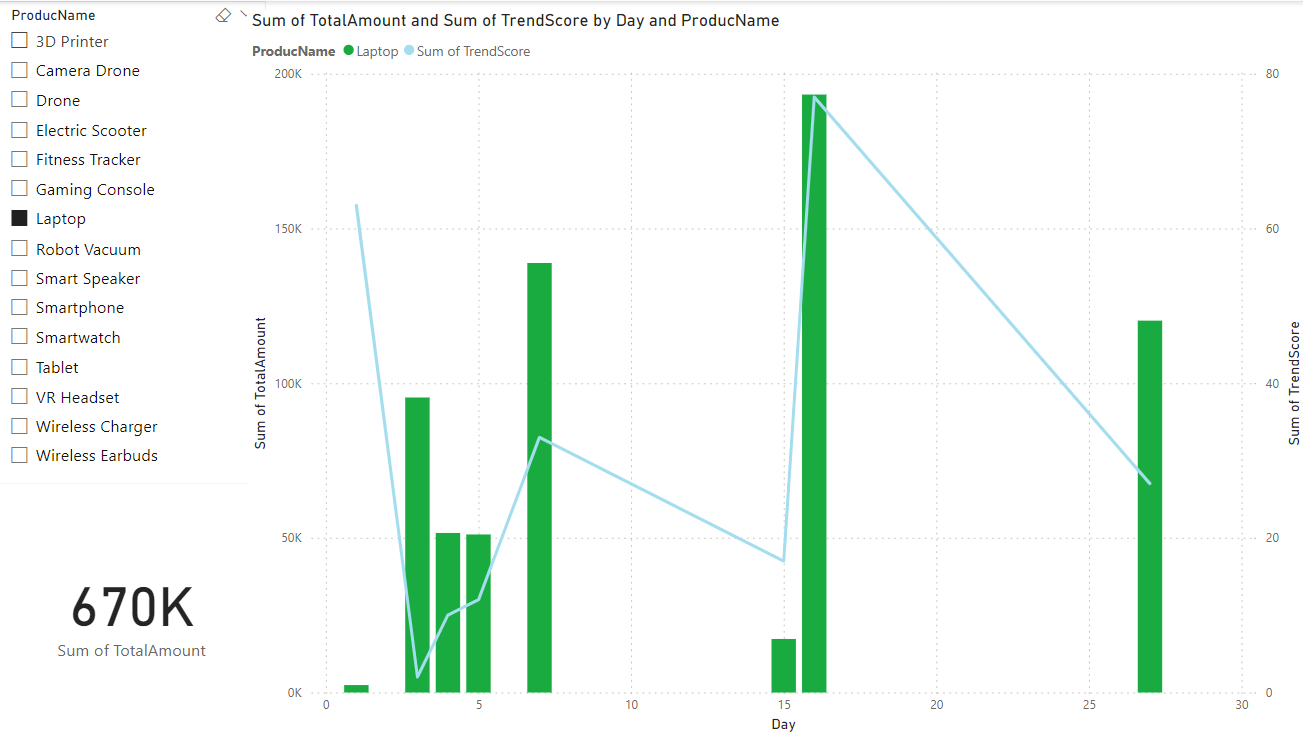 ProducName
3D Printer
Camera Drone
Drone
Electric Scooter
Fitness Tracker
Gaming Console
Laptop
Robot Vacuum
Smart Speaker
Smartphone
Smartwatch
Tablet
VR Headset
Wireless Charger
Wireless Earbuds
670K
Sum of TotalAmount
Sum of TotalAmount and Sum of TrendScore by Day and ProducName
ProducName Laptop Sum of TrendScore
Sum of TotalAmount
200K
150K
100K
50K
0K
0 5 10 15 20 25 30
Day
80
60
40
20
0
Sum of TrendScore